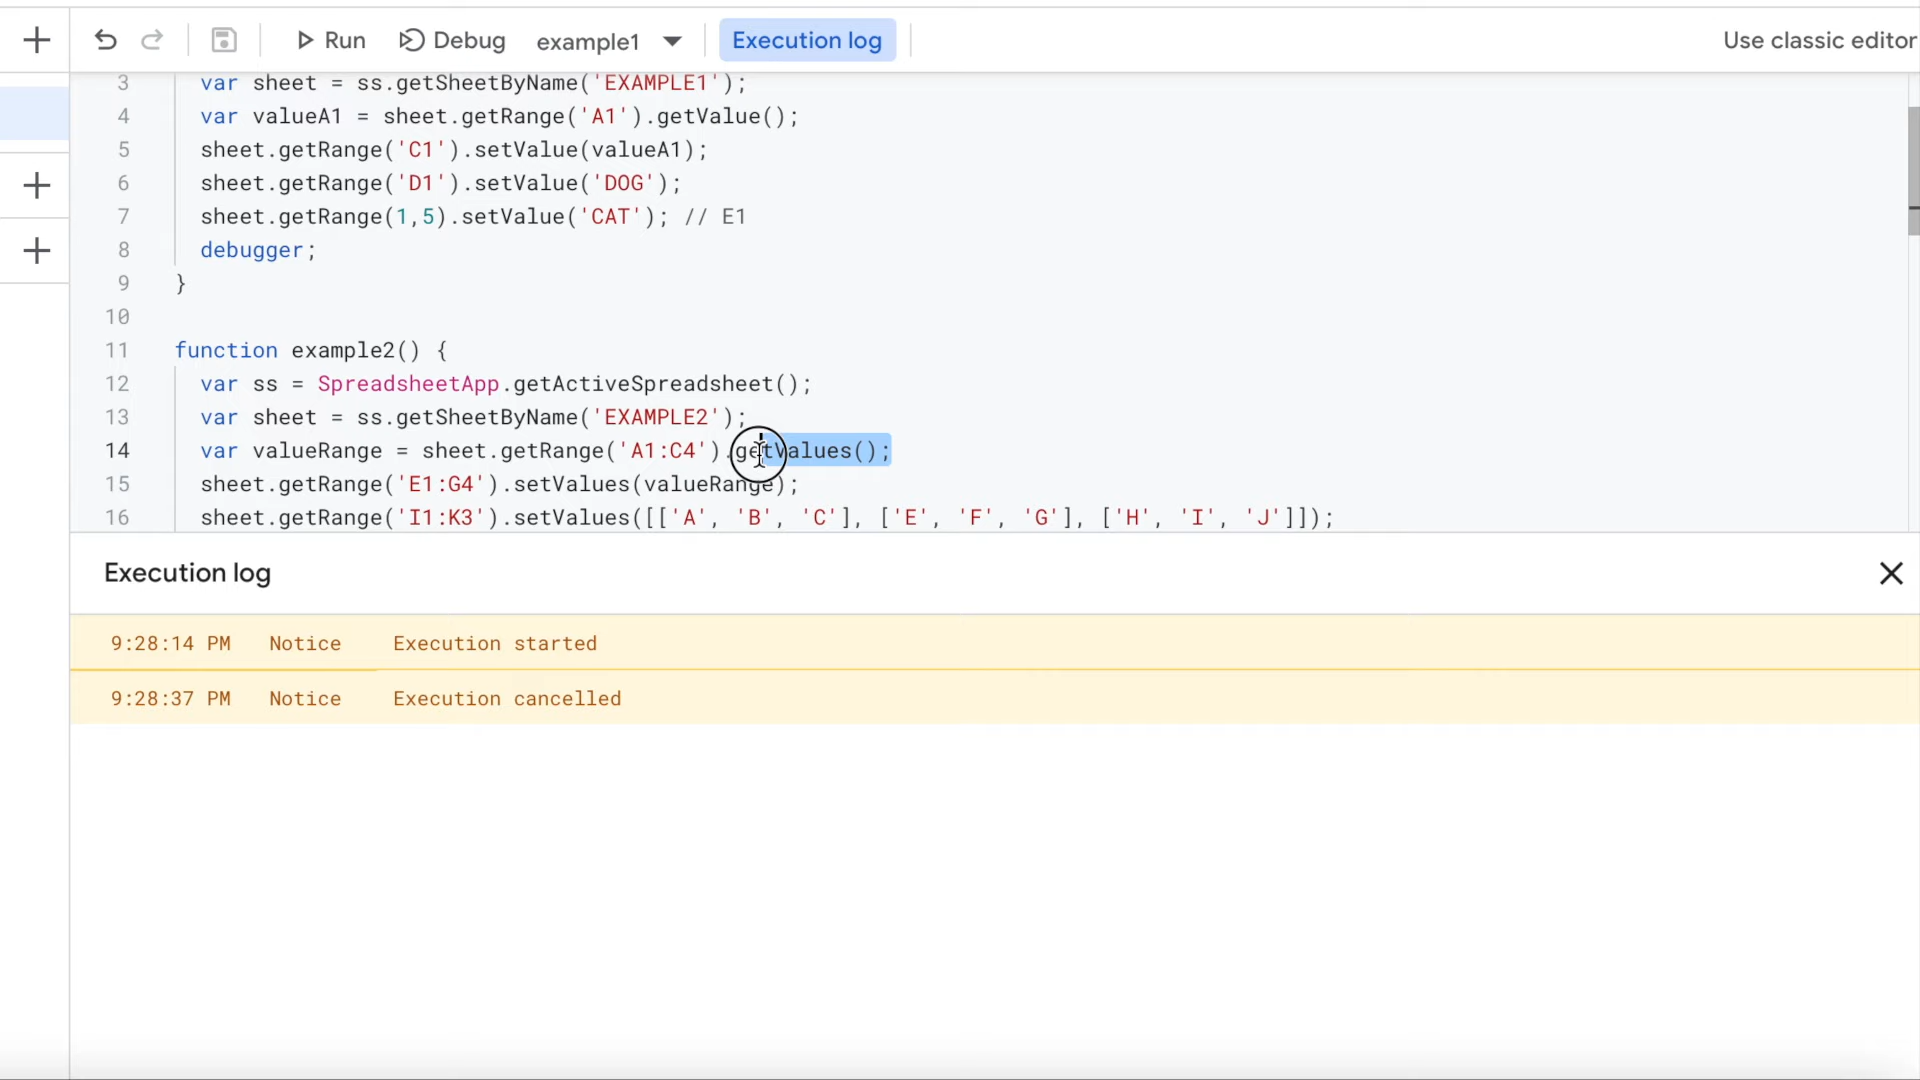 Run Debug example1 Execution log Use classic editor
3 var sheet = ss.getSheetByName('EXAMPLE1');
4 var valueA1 = sheet.getRange('A1').getValue();
5 sheet.getRange('C1').setValue(valueA1);
6 sheet.getRange('D1').setValue('DOG');
7 sheet.getRange(1,5).setValue('CAT'); // E1
8 debugger;
9 }
10
11 function example2() {
12 var ss = SpreadsheetApp.getActiveSpreadsheet();
13 var sheet = ss.getSheetByName('EXAMPLE2');
14 var valueRange = sheet.getRange('A1:C4').getValues();
15 sheet.getRange('E1:G4').setValues(valueRange);
16 sheet.getRange('I1:K3').setValues([['A', 'B', 'C'], ['E', 'F', 'G'], ['H', 'I', 'J']]);
Execution log
9:28:14 PM Notice Execution started
9:28:37 PM Notice Execution cancelled